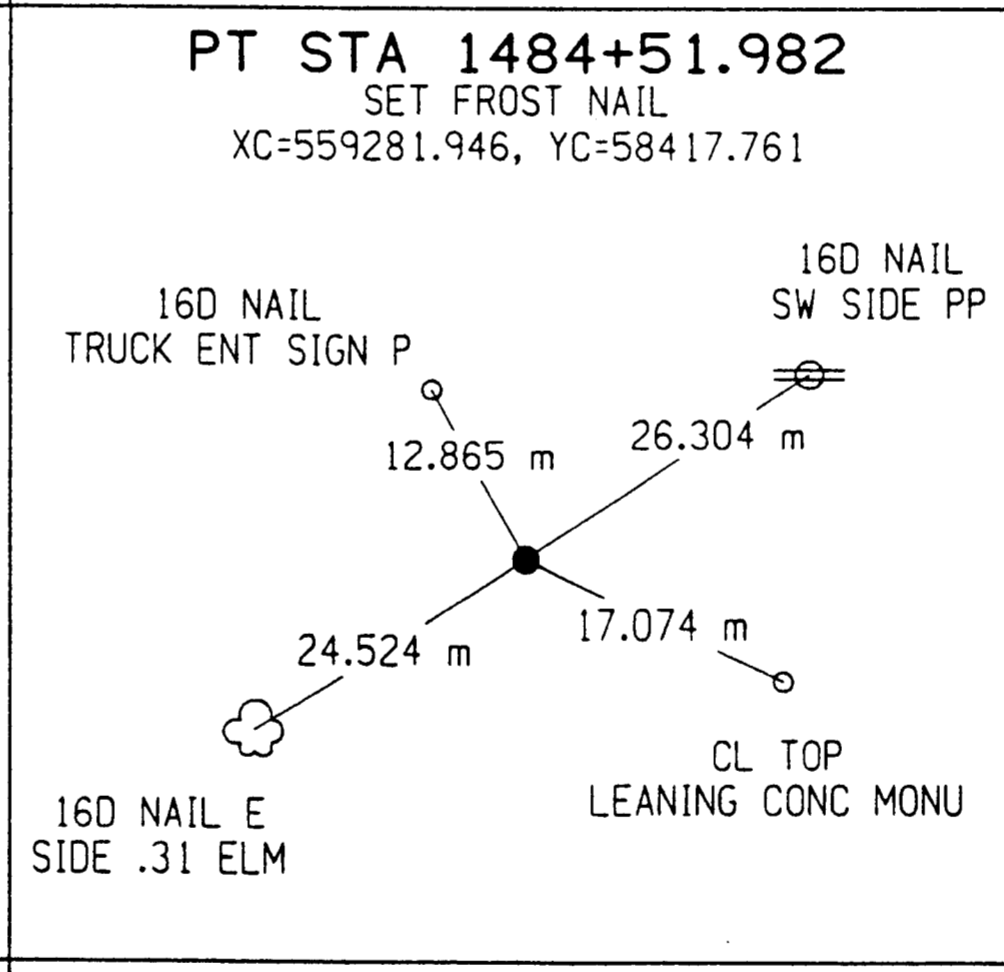 PT STA 1484+51.982
SET FROST NAIL
XC=559281.946, YC=58417.761
16D NAIL
SW SIDE PP
16D NAIL
TRUCK ENT SIGN P
26.304 m
12.865 m
17.074 m
24.524 m
CL TOP
LEANING CONC MONU
16D NAIL E
SIDE .31 ELM